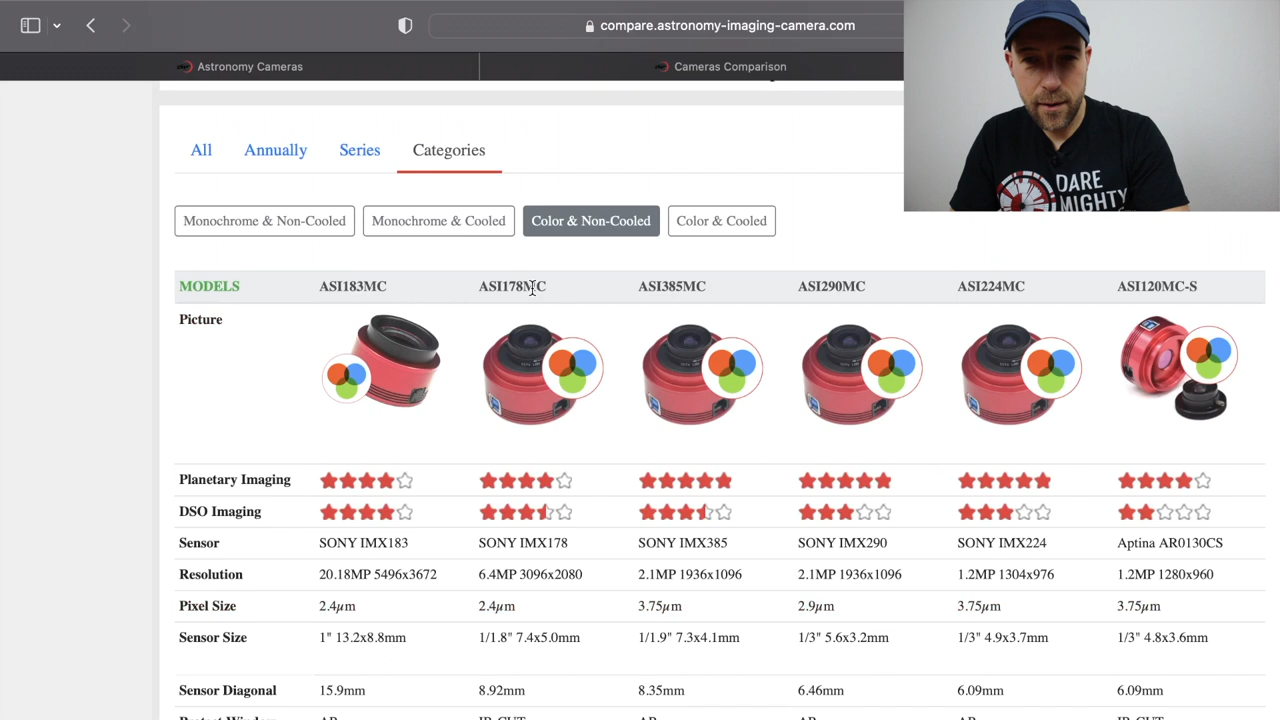 compare.astronomy-imaging-camera.com
Astronomy Cameras
Cameras Comparison
All Annually Series Categories
Monochrome & Non-Cooled Monochrome & Cooled Color & Non-Cooled Color & Cooled
MODELS ASI183MC ASI178MC ASI385MC ASI290MC ASI224MC ASI120MC-S
Picture
Planetary Imaging
DSO Imaging
Sensor SONY IMX183 SONY IMX178 SONY IMX385 SONY IMX290 SONY IMX224 Aptina AR0130CS
Resolution 20.18MP 5496x3672 6.4MP 3096x2080 2.1MP 1936x1096 2.1MP 1936x1096 1.2MP 1304x976 1.2MP 1280x960
Pixel Size 2.4µm 2.4µm 3.75µm 2.9µm 3.75µm 3.75µm
Sensor Size 1" 13.2x8.8mm 1/1.8" 7.4x5.0mm 1/1.9" 7.3x4.1mm 1/3" 5.6x3.2mm 1/3" 4.9x3.7mm 1/3" 4.8x3.6mm
Sensor Diagonal 15.9mm 8.92mm 8.35mm 6.46mm 6.09mm 6.09mm
DARE
MIGHTY